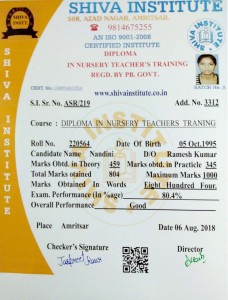 SHIVA INSTITUTE
588, AZAD NAGAR, AMRITSAR.
☎ 9814675255
AN ISO 9001-2008
CERTIFIED INSTITUTE
DIPLOMA
IN NURSERY TEACHER'S TRAINING
REGD. BY PB. GOVT.
CERT No.
www.shivainstitute.co.in
S.I. Sr. No. ASR/219 Add. No. 3312
Course : DIPLOMA IN NURSERY TEACHERS TRANING
Roll No. 220564 Date Of Birth 05 Oct.1995
Candidate Name Nandini D/O Ramesh Kumar
Marks Obtd. in Theory 459 Marks obtd. in Practice 345
Total Marks otained 804 Maximum Marks 1000
Marks Obtained in Words Eight Hundred Four.
Exam. Performance (In %age) 80.4%
Overall Performance Good
Place Amritsar Date 06 Aug. 2018
Checker's Signature Director
SHIVA INSTITUTE
SHIVA INSTITUTE